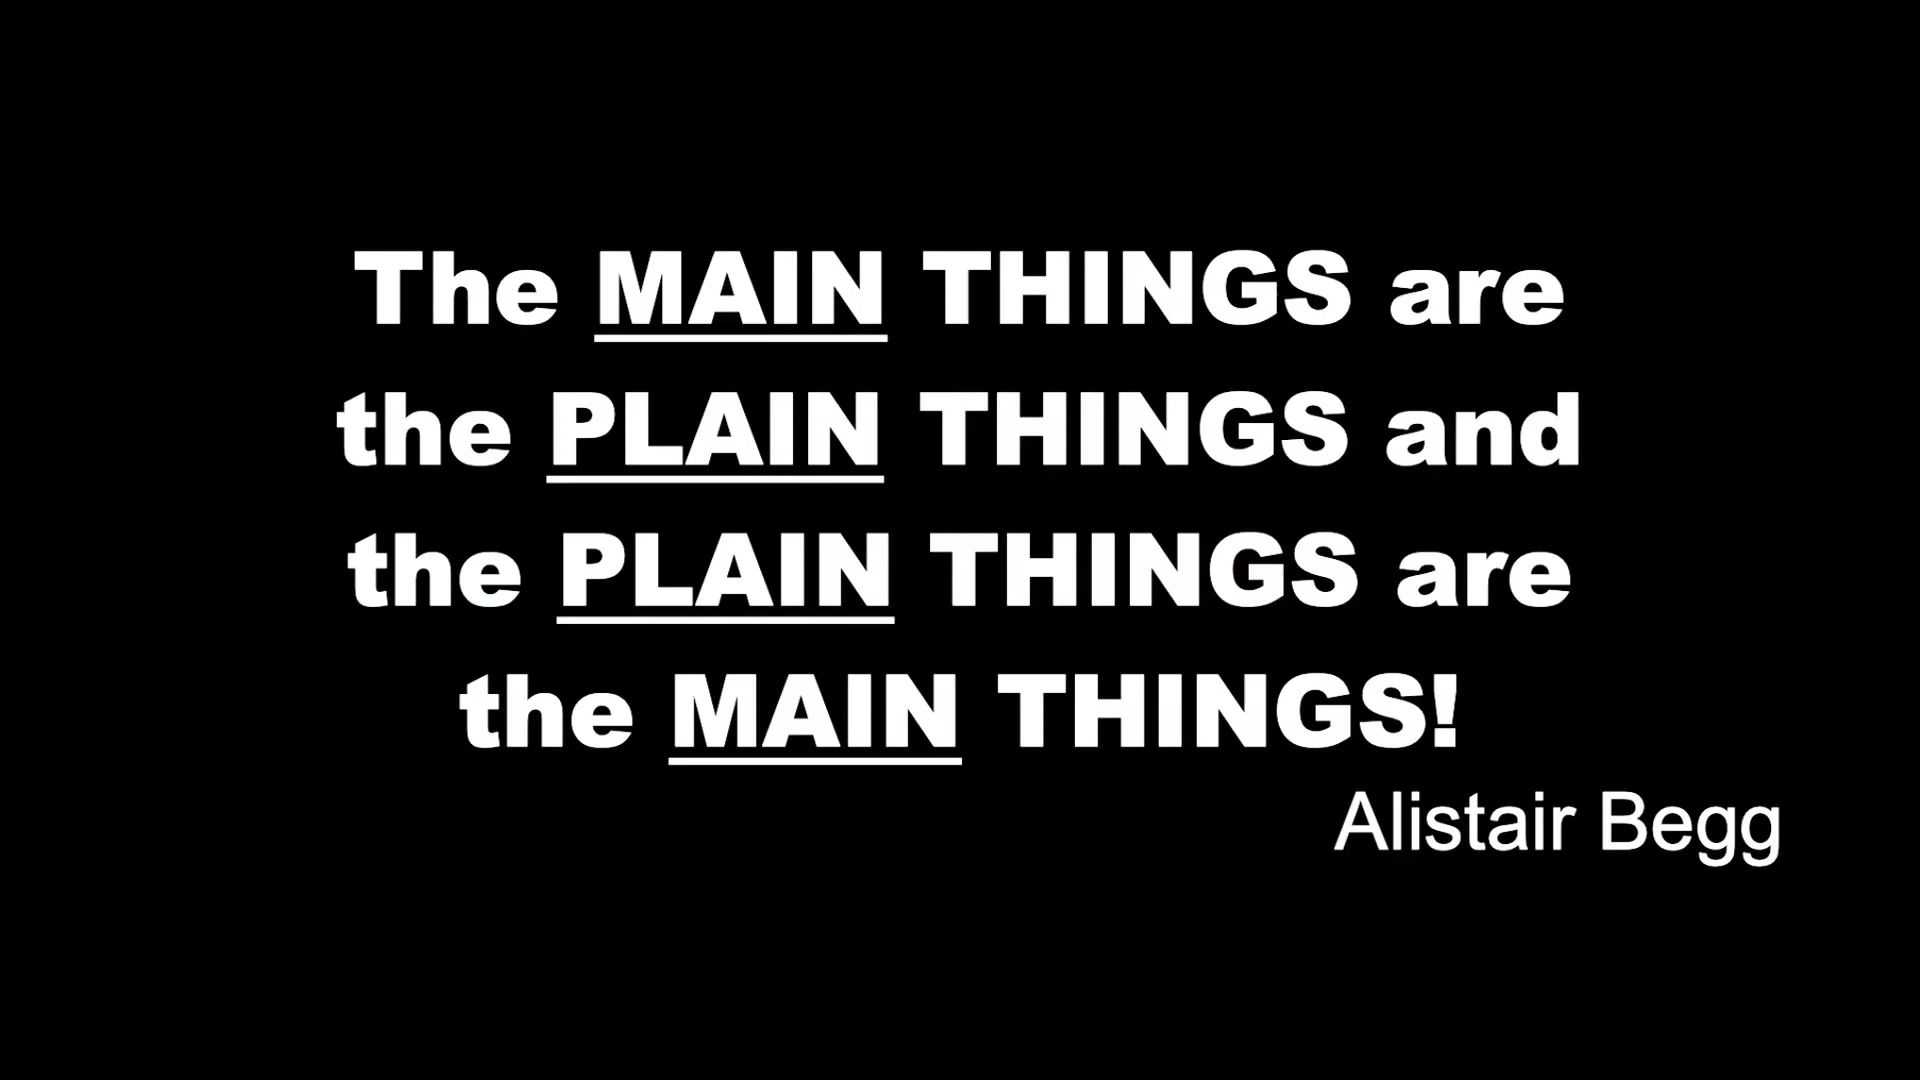 The MAIN THINGS are
the PLAIN THINGS and
the PLAIN THINGS are
the MAIN THINGS!
Alistair Begg